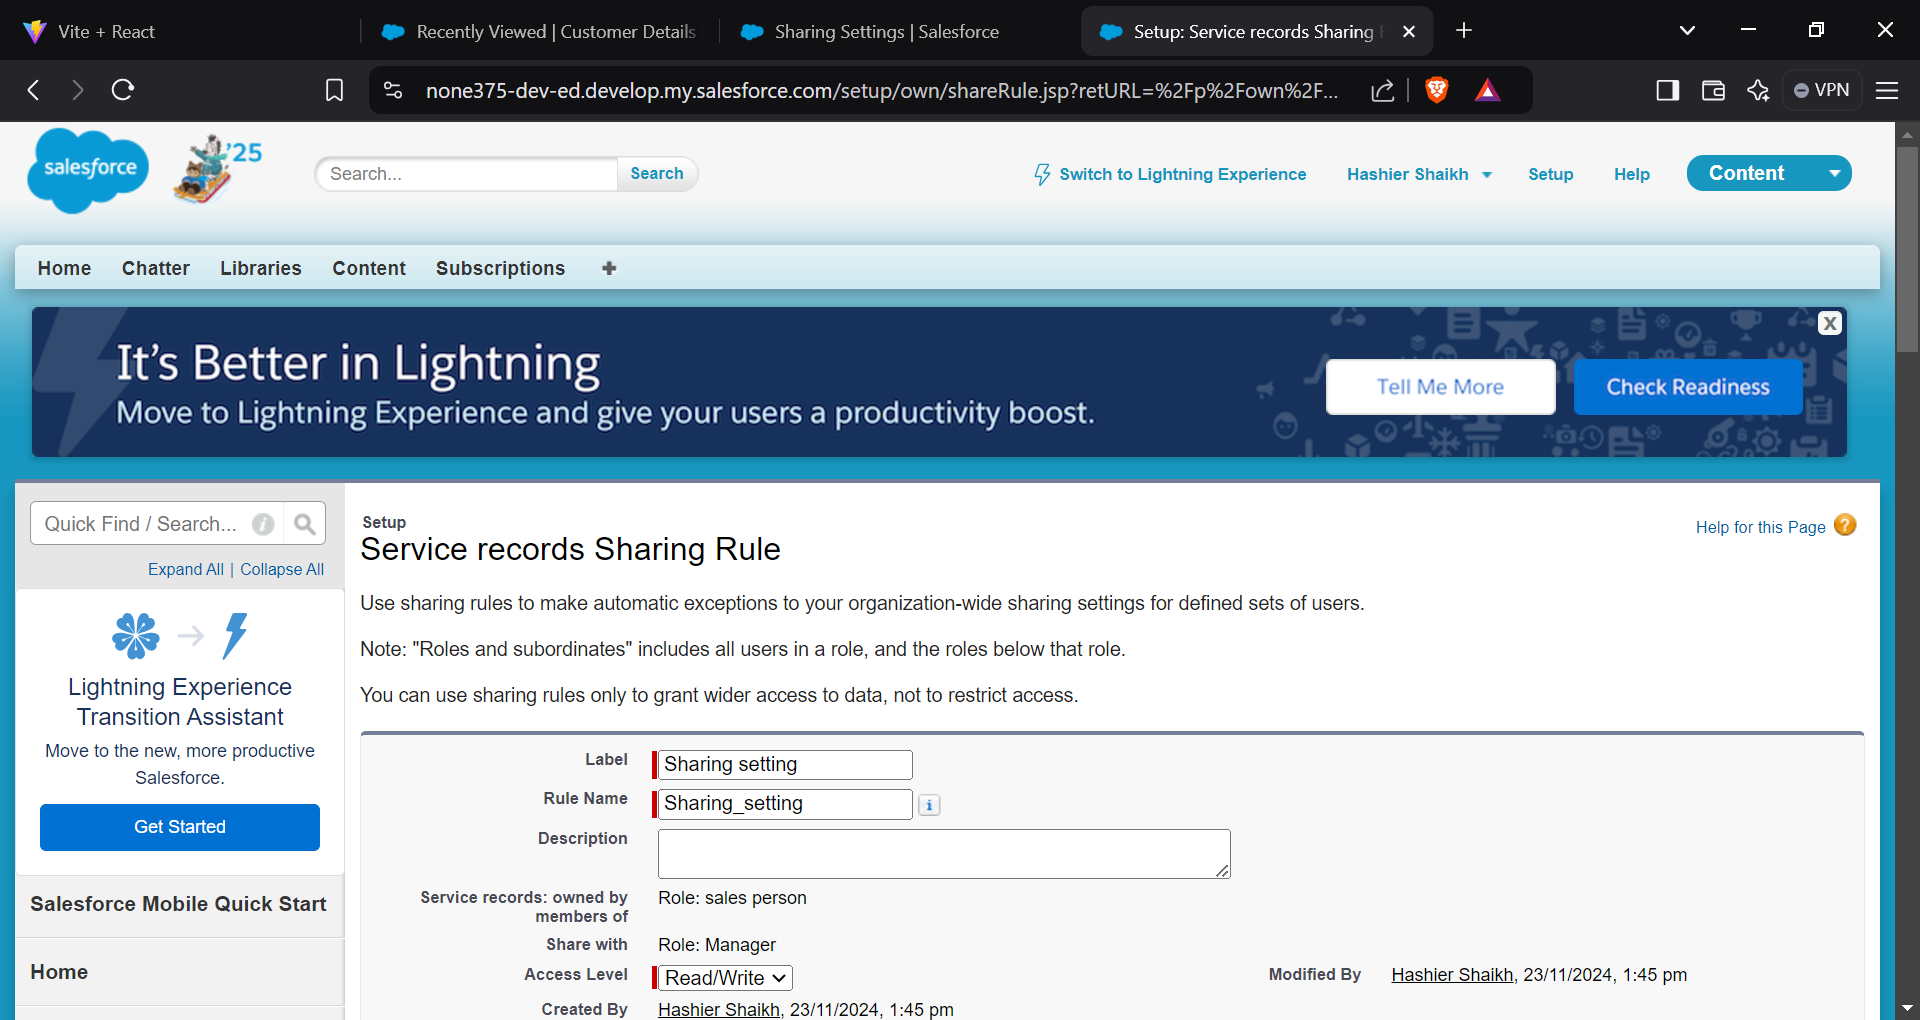 Vite + React
Recently Viewed | Customer Details
Sharing Settings | Salesforce
Setup: Service records Sharing
none375-dev-ed.develop.my.salesforce.com/setup/own/shareRule.jsp?retURL=%2Fp%2Fown%2F...
VPN
salesforce
'25
Search...
Search
Switch to Lightning Experience
Hashier Shaikh
Setup
Help
Content
Home
Chatter
Libraries
Content
Subscriptions
It's Better in Lightning
Move to Lightning Experience and give your users a productivity boost.
Tell Me More
Check Readiness
X
Quick Find / Search...
Expand All | Collapse All
Lightning Experience
Transition Assistant
Move to the new, more productive
Salesforce.
Get Started
Salesforce Mobile Quick Start
Home
Setup
Service records Sharing Rule
Help for this Page
Use sharing rules to make automatic exceptions to your organization-wide sharing settings for defined sets of users.
Note: "Roles and subordinates" includes all users in a role, and the roles below that role.
You can use sharing rules only to grant wider access to data, not to restrict access.
Label
Sharing setting
Rule Name
Sharing_setting
Description
Service records: owned by
members of
Role: sales person
Share with
Role: Manager
Access Level
Read/Write
Modified By
Hashier Shaikh, 23/11/2024, 1:45 pm
Created By
Hashier Shaikh, 23/11/2024, 1:45 pm